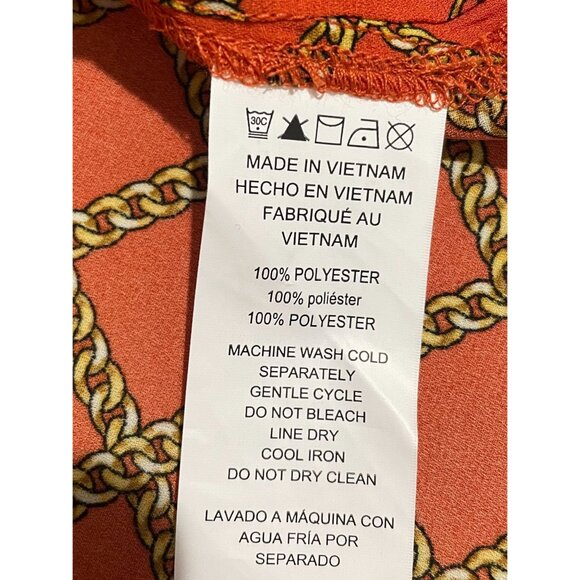 30C
MADE IN VIETNAM
HECHO EN VIETNAM
FABRIQUÉ AU
VIETNAM
100% POLYESTER
100% poliéster
100% POLYESTER
MACHINE WASH COLD
SEPARATELY
GENTLE CYCLE
DO NOT BLEACH
LINE DRY
COOL IRON
DO NOT DRY CLEAN
LAVADO A MÁQUINA CON
AGUA FRÍA POR
SEPARADO